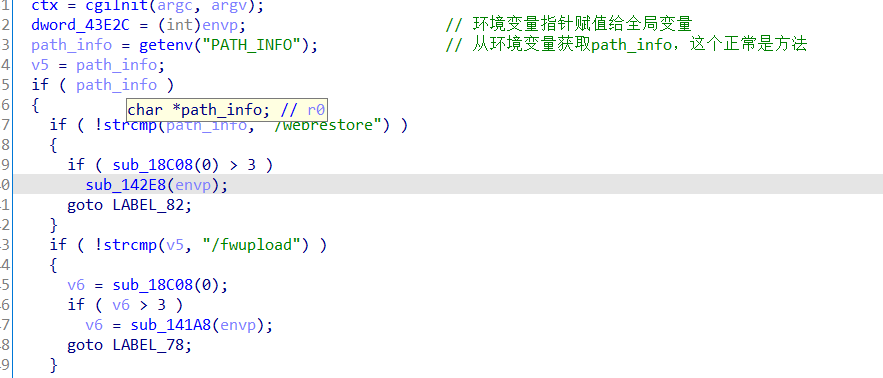 1 ctx = cgiInit(argc, argv);
2 dword_43E2C = (int)envp; // 环境变量指针赋值给全局变量
3 path_info = getenv("PATH_INFO"); // 从环境变量获取path_info，这个正常是方法
4 v5 = path_info;
5 if ( path_info )
6 {
char *path_info; // r0
7 if ( !strcmp(path_info, "/webrestore") )
8 {
9 if ( sub_18C08(0) > 3 )
0 sub_142E8(envp);
1 goto LABEL_82;
2 }
3 if ( !strcmp(v5, "/fwupload") )
4 {
5 v6 = sub_18C08(0);
6 if ( v6 > 3 )
7 v6 = sub_141A8(envp);
8 goto LABEL_78;
9 }